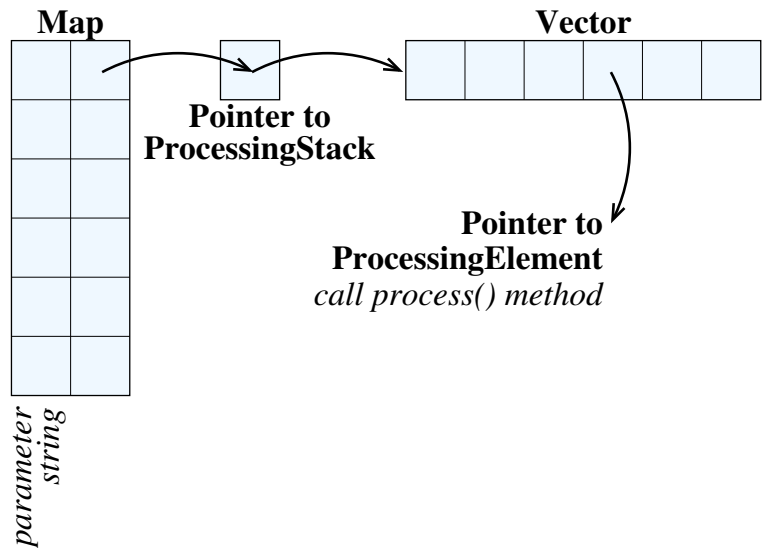 Map
Vector
Pointer to
ProcessingStack
Pointer to
ProcessingElement
call process() method
parameter
string